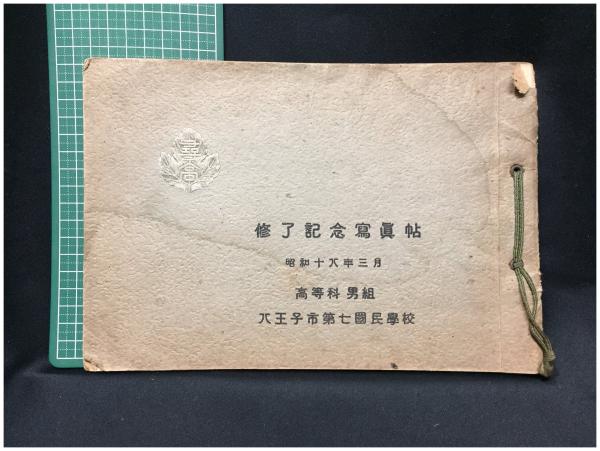 修了記念寫眞帖
昭和十八年三月
高等科男組
八王子市第七國民學校